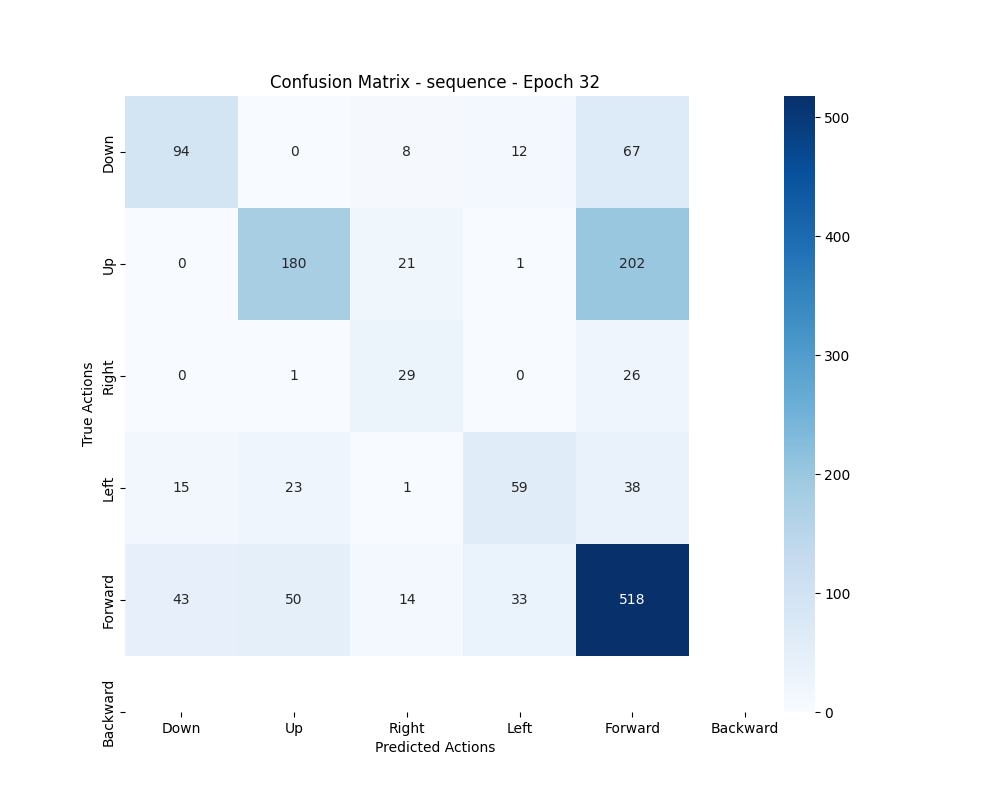 Confusion Matrix - sequence - Epoch 32
True Actions
Down
94 0 8 12 67
Up
0 180 21 1 202
Right
0 1 29 0 26
Left
15 23 1 59 38
Forward
43 50 14 33 518
Backward
Down Up Right Left Forward Backward
Predicted Actions
500
400
300
200
100
0